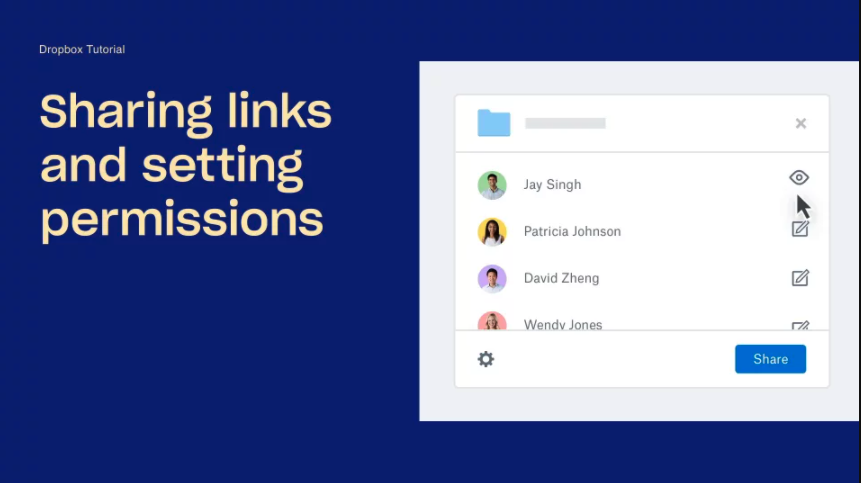 Dropbox Tutorial
Sharing links
and setting
permissions
Jay Singh
Patricia Johnson
David Zheng
Wendy Jones
Share